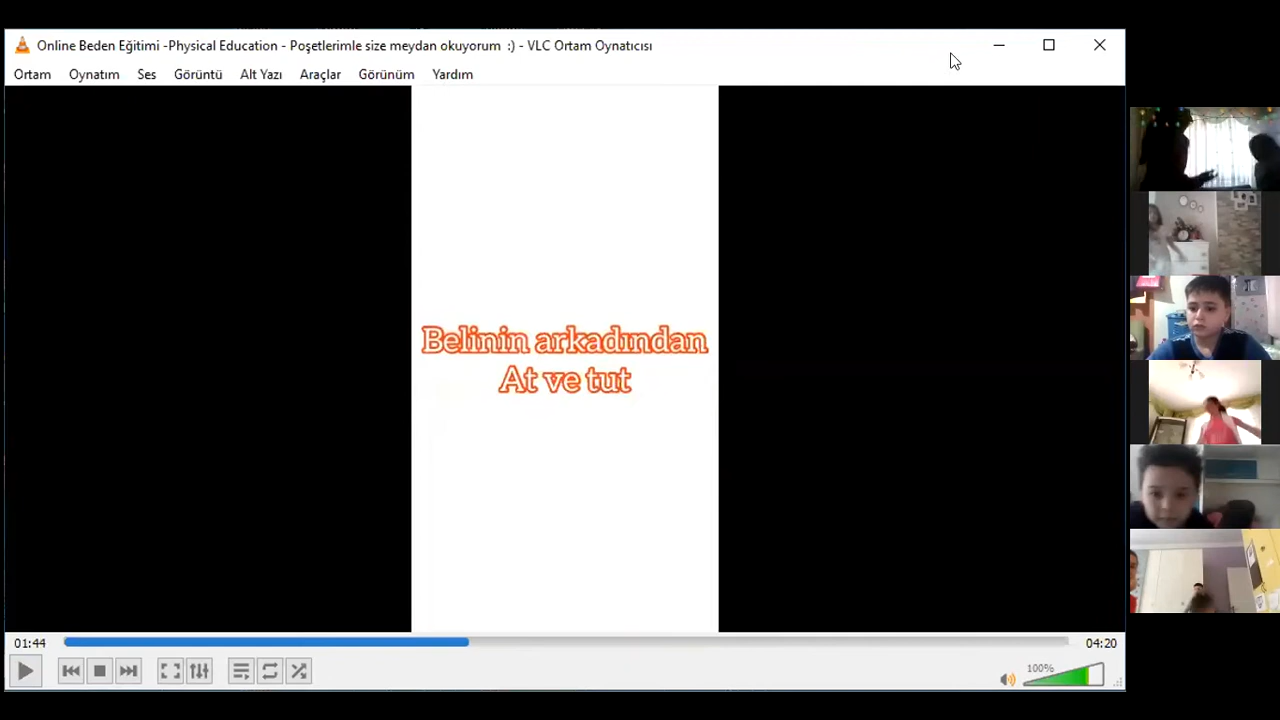 Online Beden Eğitimi -Physical Education - Poşetlerimle size meydan okuyorum :) - VLC Ortam Oynatıcısı
Ortam Oynatım Ses Görüntü Alt Yazı Araçlar Görünüm Yardım
Belinin arkadından
At ve tut
01:44 04:20
100%